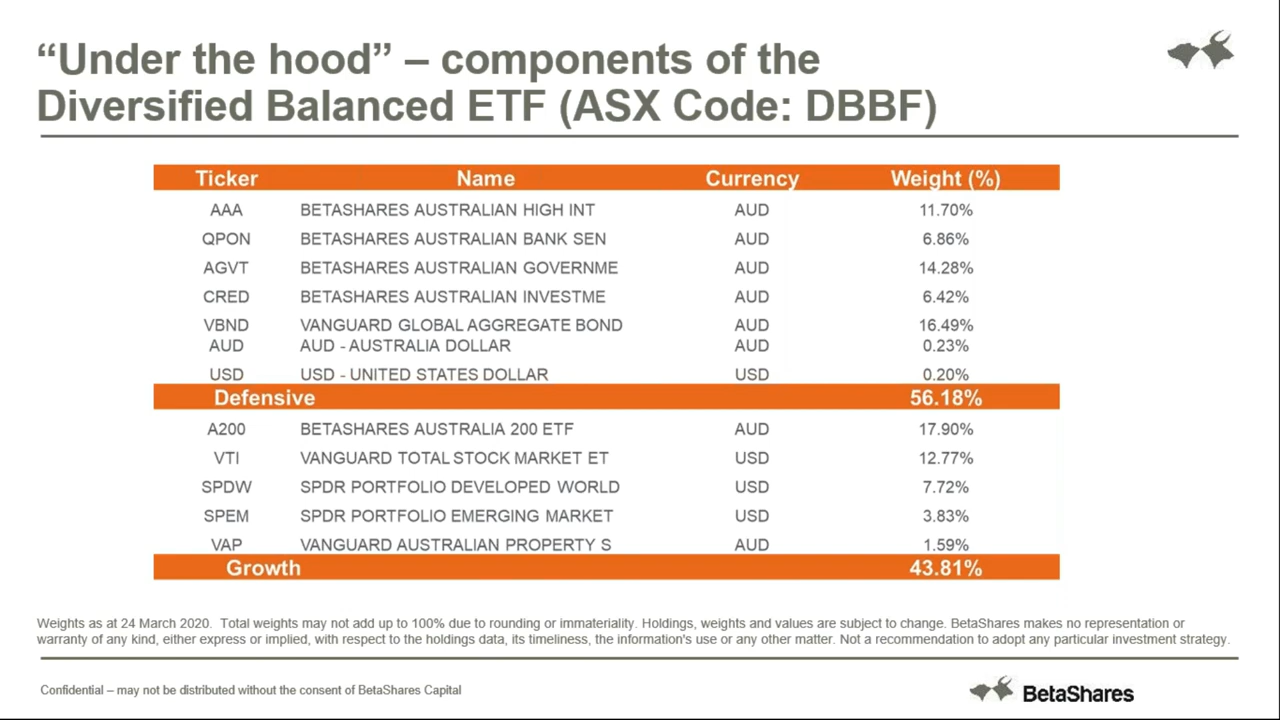 “Under the hood” – components of the
Diversified Balanced ETF (ASX Code: DBBF)
Ticker Name Currency Weight (%)
AAA BETASHARES AUSTRALIAN HIGH INT AUD 11.70%
QPON BETASHARES AUSTRALIAN BANK SEN AUD 6.86%
AGVT BETASHARES AUSTRALIAN GOVERNME AUD 14.28%
CRED BETASHARES AUSTRALIAN INVESTME AUD 6.42%
VBND VANGUARD GLOBAL AGGREGATE BOND AUD 16.49%
AUD AUD - AUSTRALIA DOLLAR AUD 0.23%
USD USD - UNITED STATES DOLLAR USD 0.20%
Defensive 56.18%
A200 BETASHARES AUSTRALIA 200 ETF AUD 17.90%
VTI VANGUARD TOTAL STOCK MARKET ET USD 12.77%
SPDW SPDR PORTFOLIO DEVELOPED WORLD USD 7.72%
SPEM SPDR PORTFOLIO EMERGING MARKET USD 3.83%
VAP VANGUARD AUSTRALIAN PROPERTY S AUD 1.59%
Growth 43.81%
Weights as at 24 March 2020. Total weights may not add up to 100% due to rounding or immateriality. Holdings, weights and values are subject to change. BetaShares makes no representation or
warranty of any kind, either express or implied, with respect to the holdings data, its timeliness, the information's use or any other matter. Not a recommendation to adopt any particular investment strategy.
Confidential – may not be distributed without the consent of BetaShares Capital
BetaShares